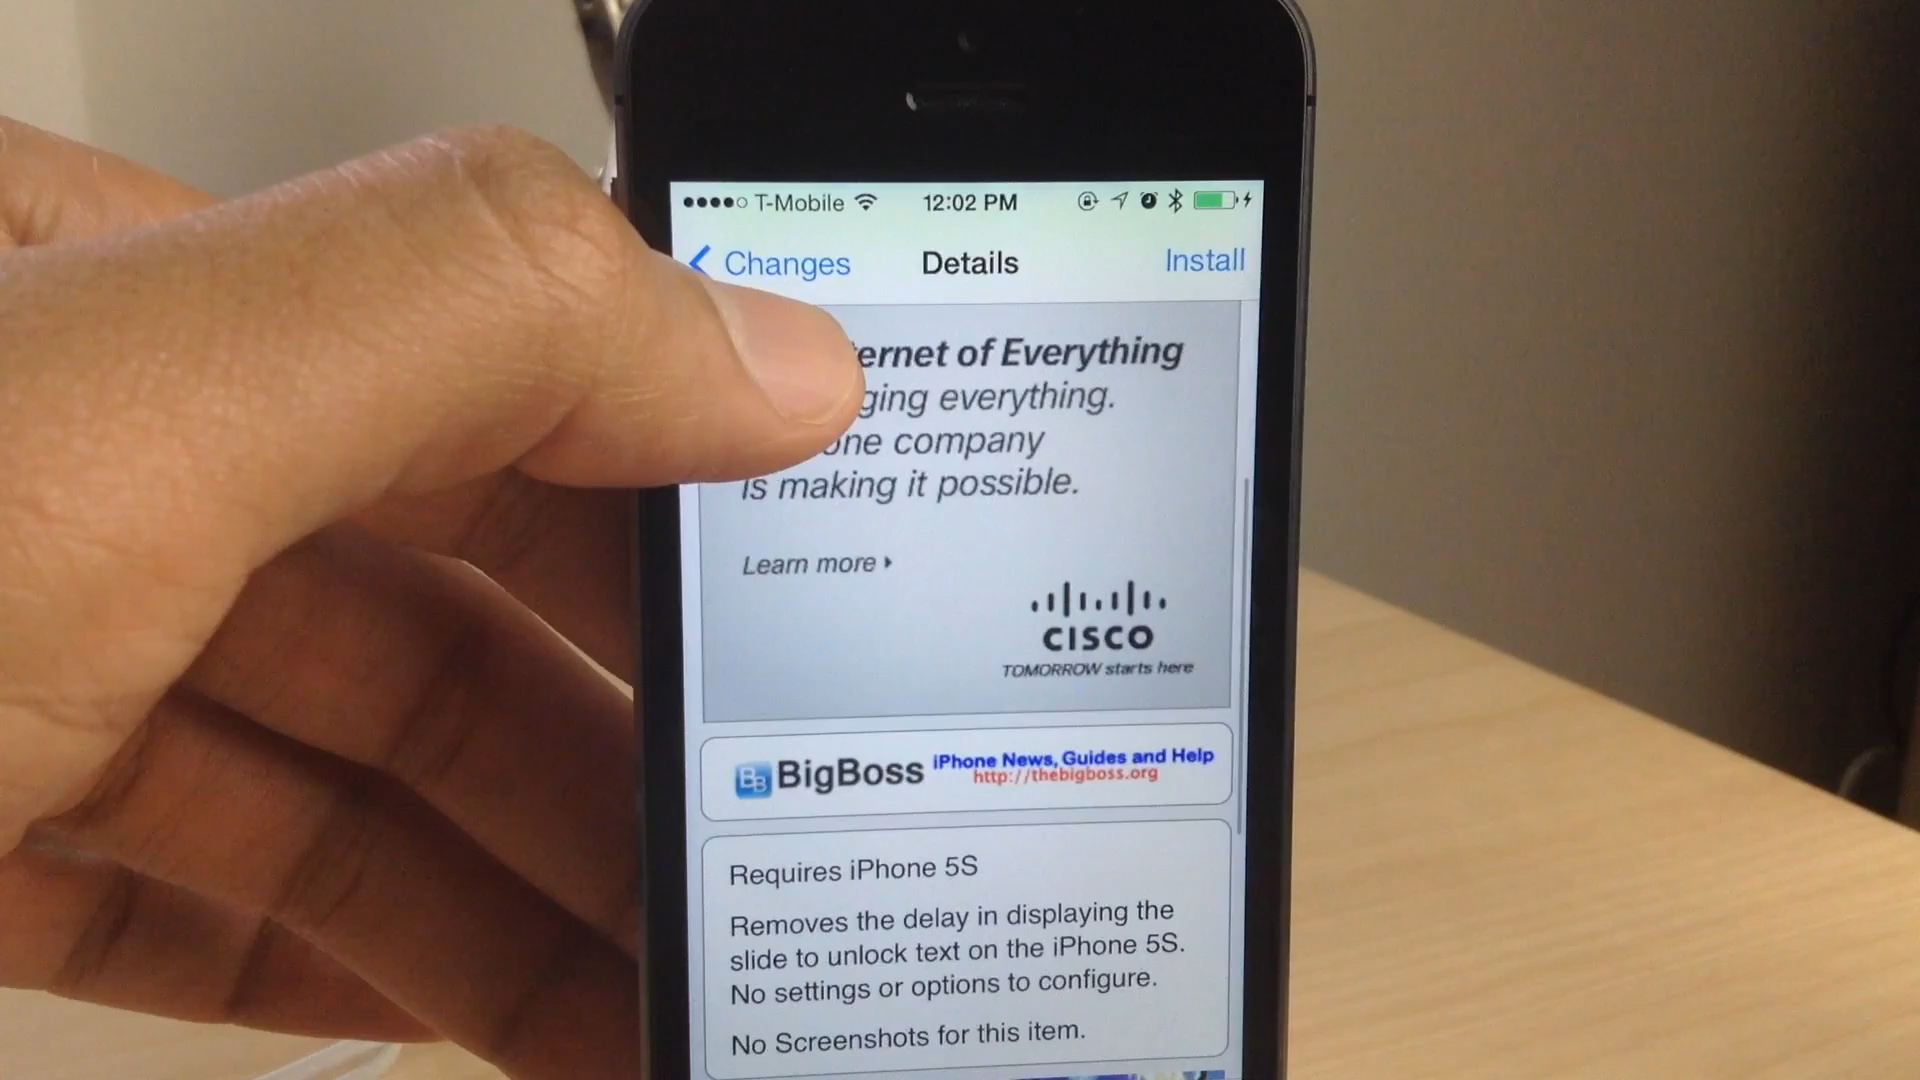 T-Mobile 12:02 PM
Changes Details Install
of Everything
everything.
one company
is making it possible.
Learn more
CISCO
TOMORROW starts here
BB BigBoss iPhone News, Guides and Help
http://thebigboss.org
Requires iPhone 5S
Removes the delay in displaying the
slide to unlock text on the iPhone 5S.
No settings or options to configure.
No Screenshots for this item.